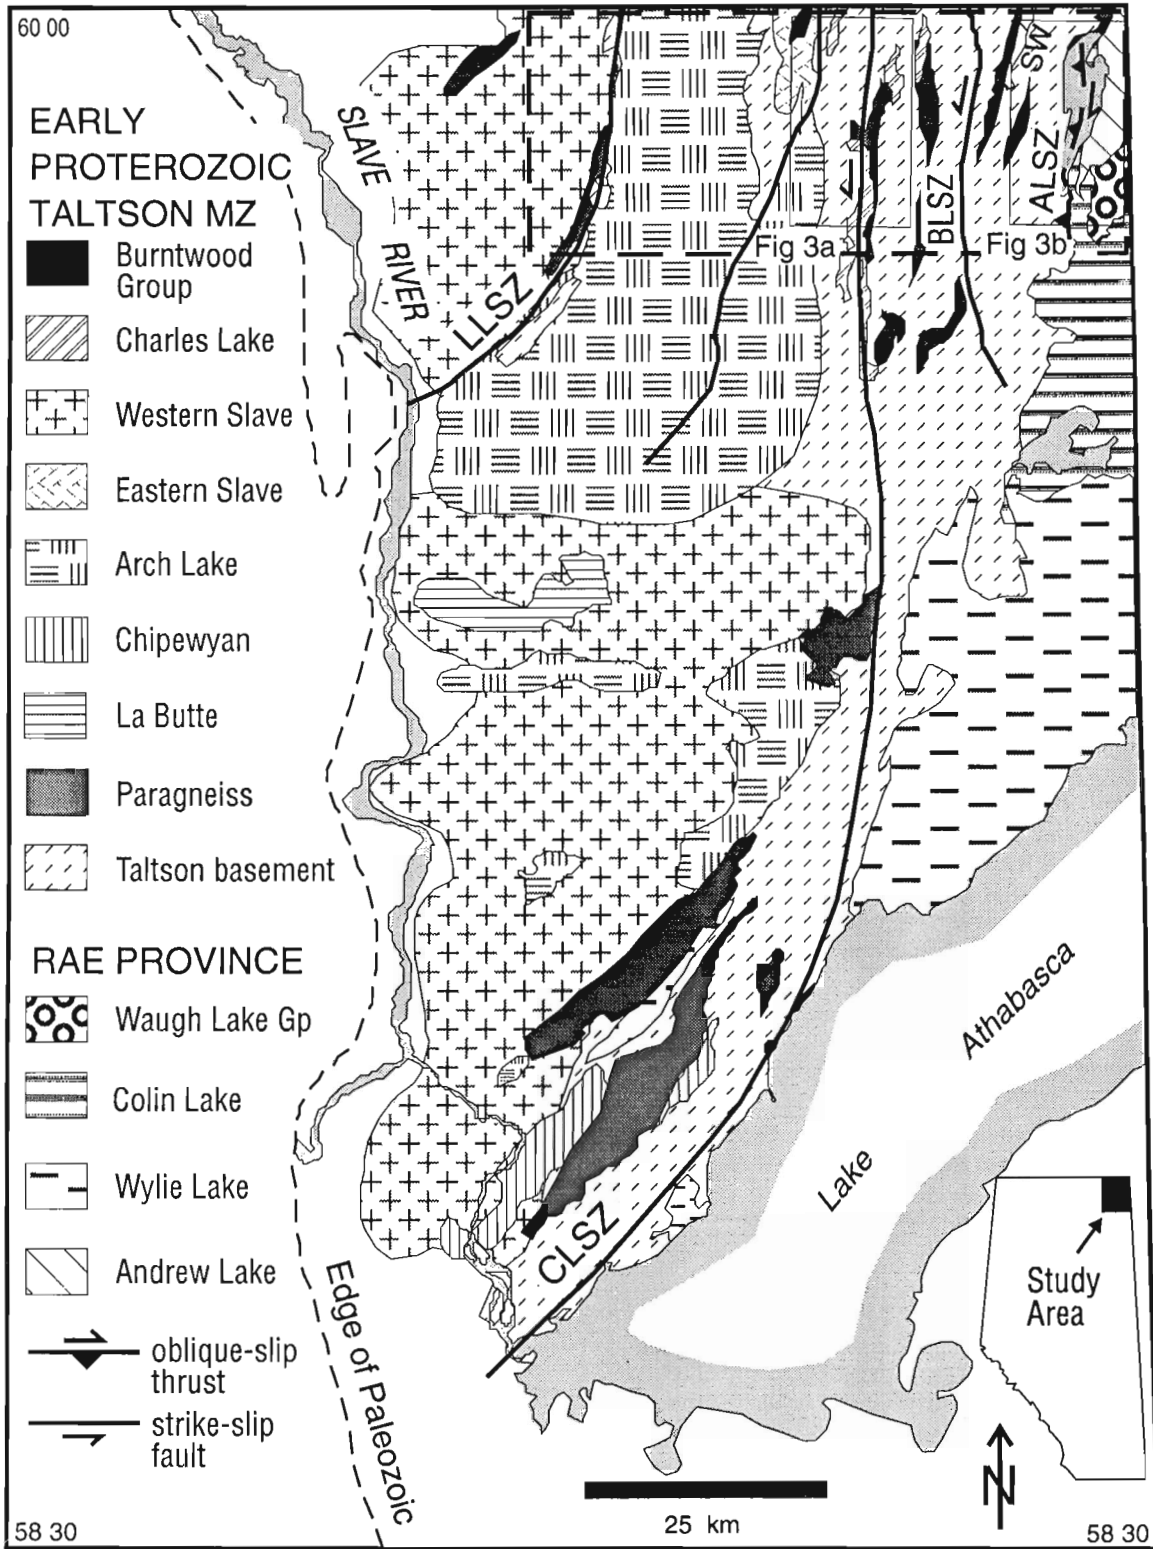 60 00
EARLY
PROTEROZOIC
TALTSON MZ
Burntwood
Group
Charles Lake
Western Slave
Eastern Slave
Arch Lake
Chipewyan
La Butte
Paragneiss
Taltson basement
RAE PROVINCE
Waugh Lake Gp
Colin Lake
Wylie Lake
Andrew Lake
oblique-slip
thrust
strike-slip
fault
SLAVE
RIVER
LLSZ
Fig 3a
BLSZ
Fig 3b
SW
ALSZ
CLSZ
Lake
Athabasca
Edge of Paleozoic
Study
Area
N
25 km
58 30
58 30